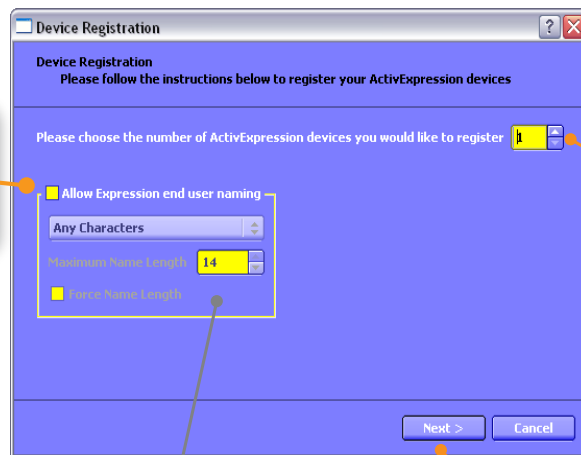 Device Registration
Device Registration
Please follow the instructions below to register your ActivExpression devices
Please choose the number of ActivExpression devices you would like to register 1
Allow Expression end user naming
Any Characters
Maximum Name Length 14
Force Name Length
Next > Cancel